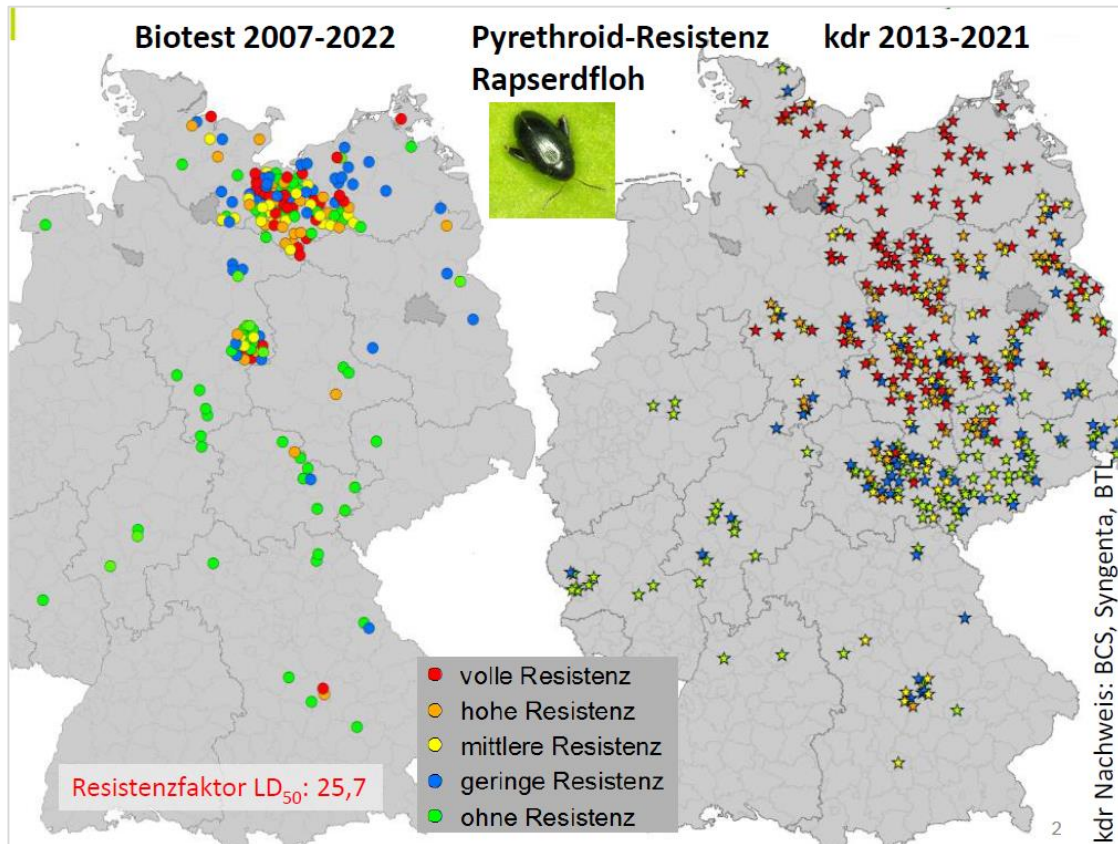 Biotest 2007-2022
Pyrethroid-Resistenz
Rapserdfloh
kdr 2013-2021
volle Resistenz
hohe Resistenz
mittlere Resistenz
geringe Resistenz
ohne Resistenz
Resistenzfaktor LD50: 25,7
2
kdr Nachweis: BCS, Syngenta, BTL